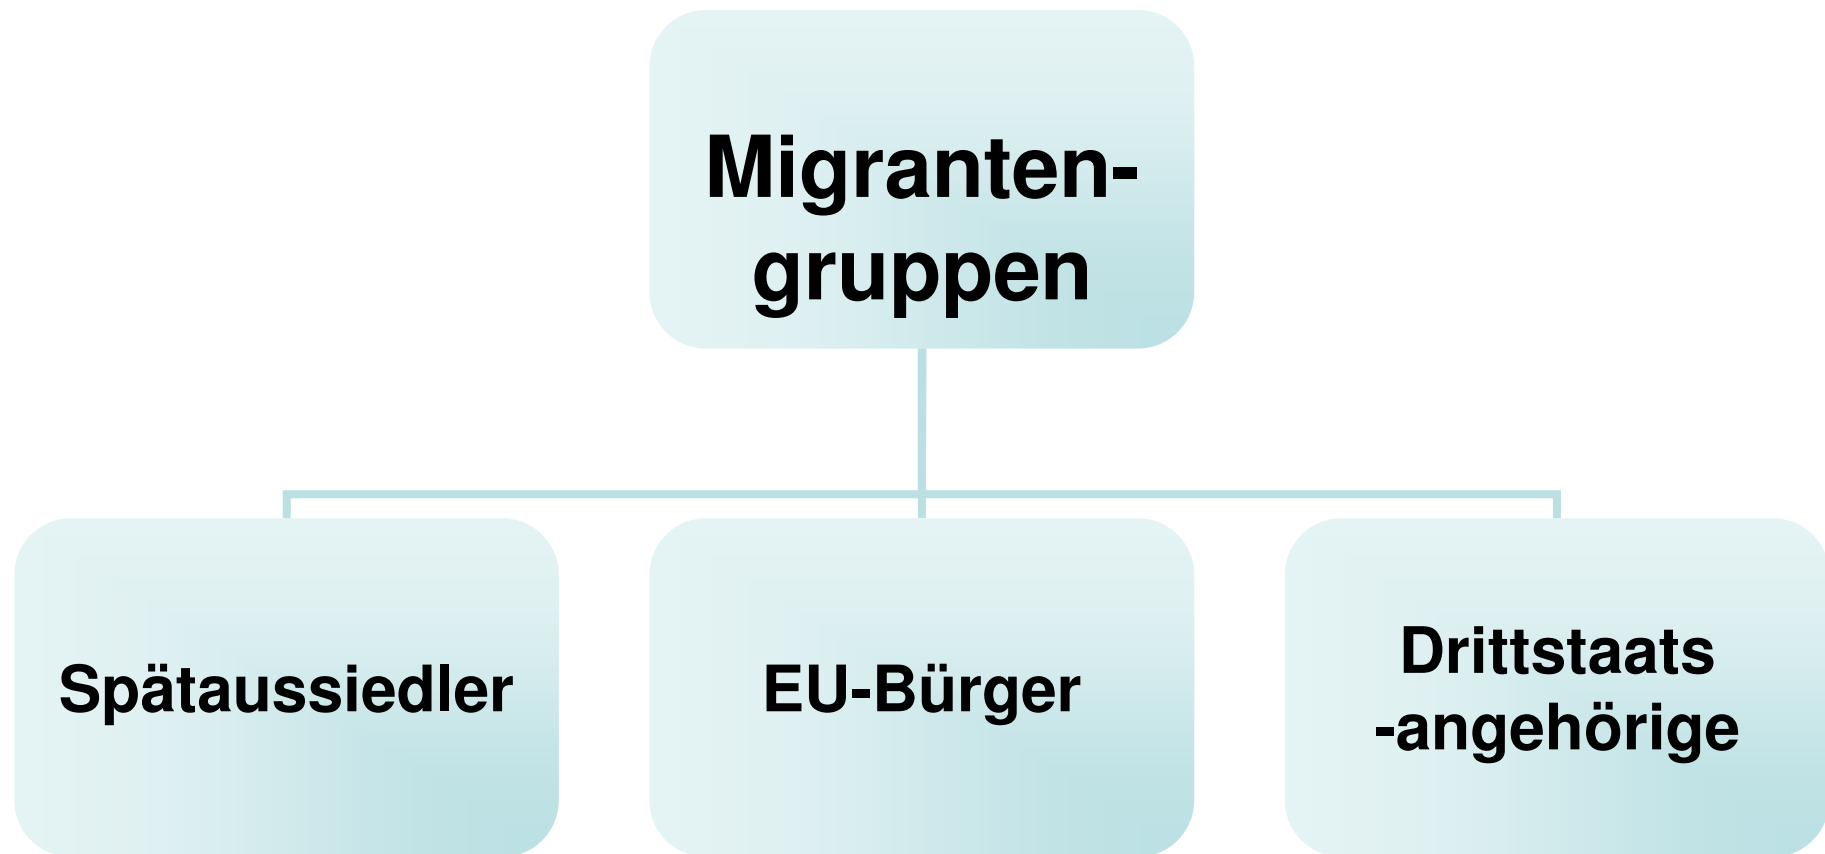 Migranten-
gruppen
Spätaussiedler
EU-Bürger
Drittstaats
-angehörige